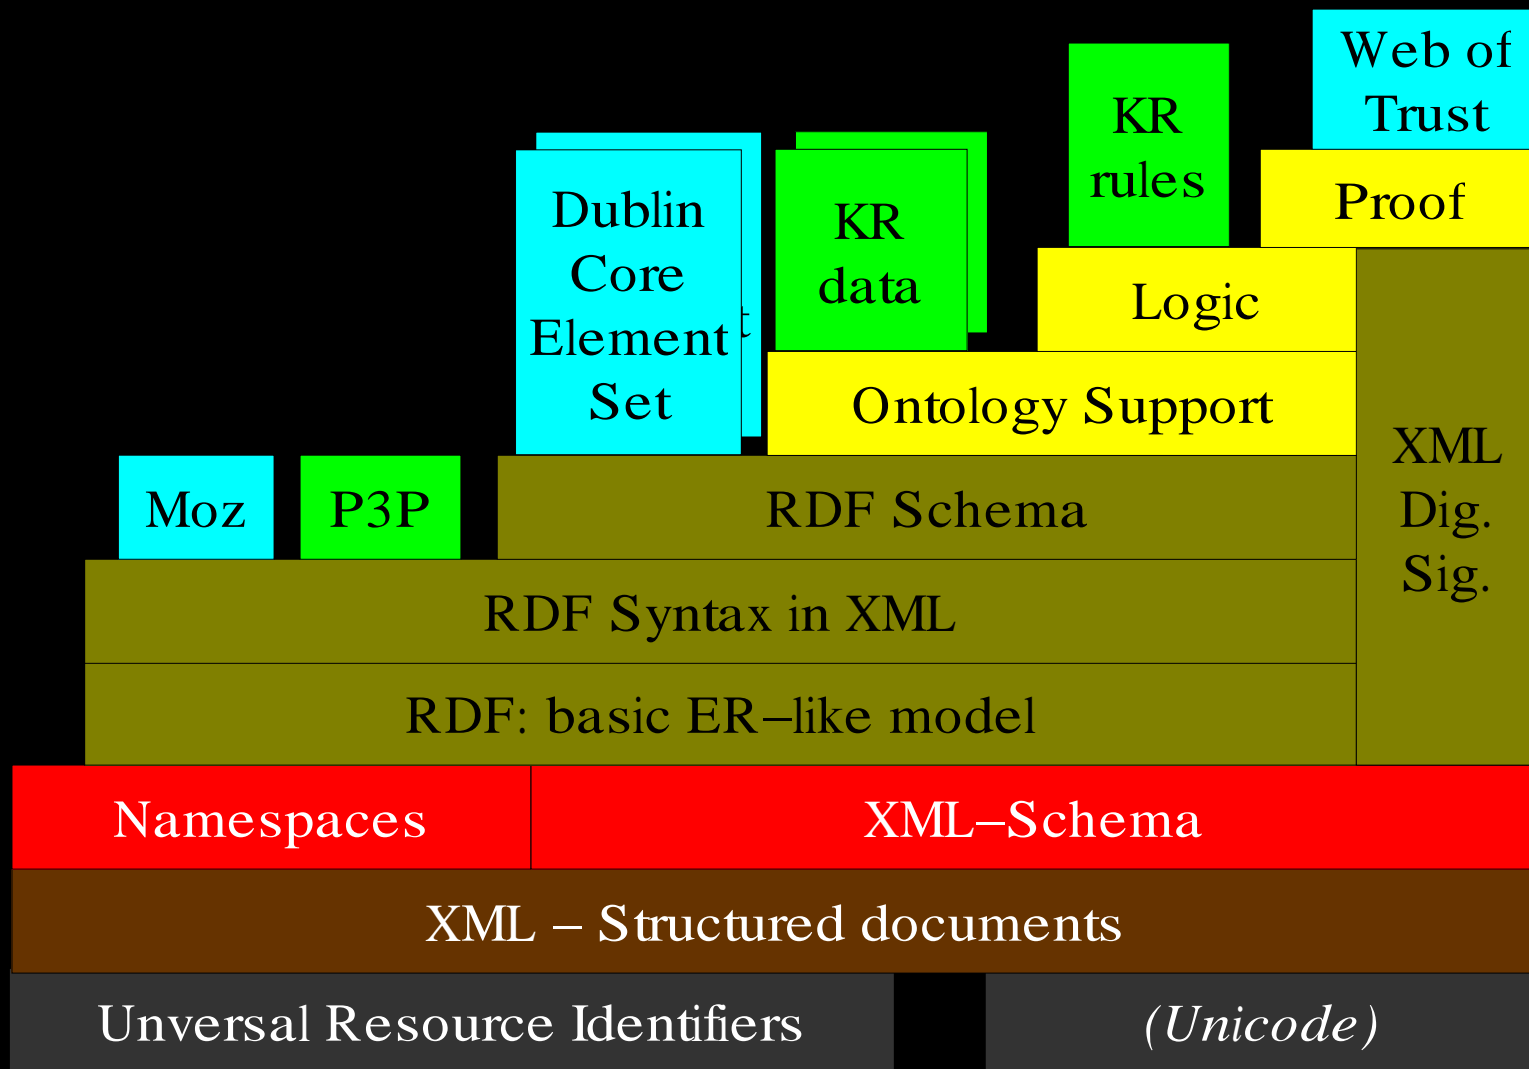 Web of
Trust
KR
rules
Proof
Dublin
Core
Element
Set
t
KR
data
Logic
Ontology Support
XML
Dig.
Sig.
Moz
P3P
RDF Schema
RDF Syntax in XML
RDF: basic ER–like model
Namespaces
XML–Schema
XML – Structured documents
Unversal Resource Identifiers
(Unicode)